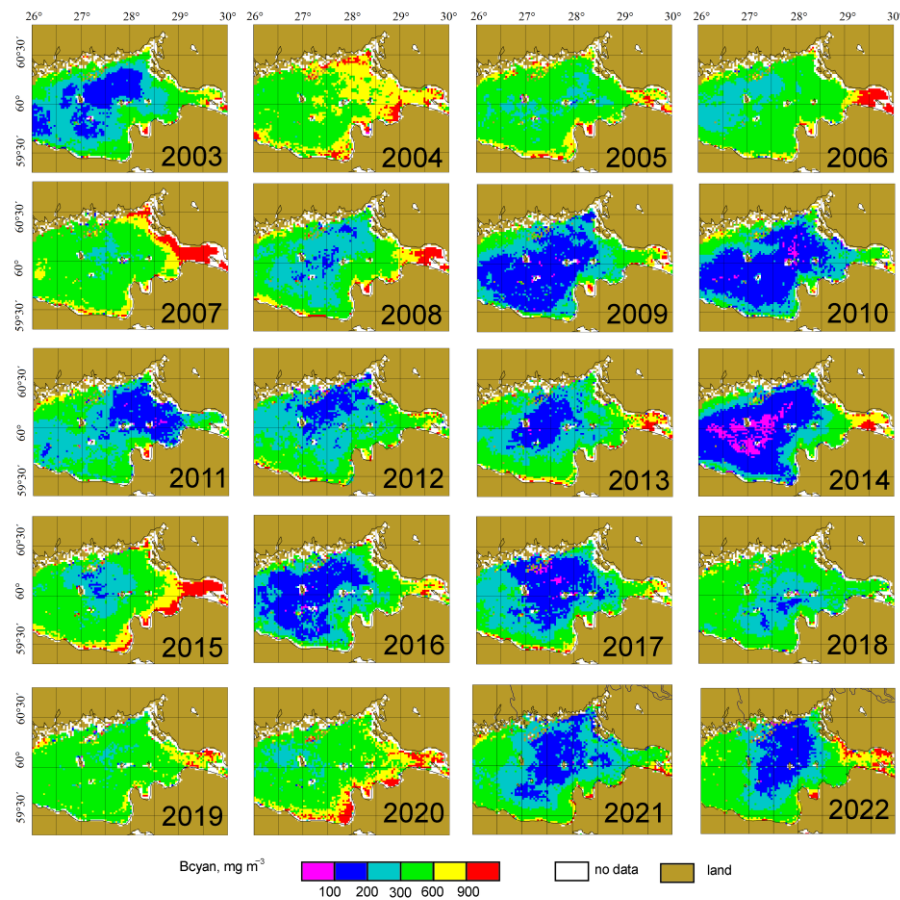 26° 27 28 29 30° 26° 27 28 29 30° 26° 27 28 29 30° 26° 27 28 29 30°
60°30' 60° 59°30' 2003 2004 2005 2006
60°30' 60° 59°30' 2007 2008 2009 2010
60°30' 60° 59°30' 2011 2012 2013 2014
60°30' 60° 59°30' 2015 2016 2017 2018
60°30' 60° 59°30' 2019 2020 2021 2022
Bcyan, mg m⁻³ no data land
100 200 300 600 900